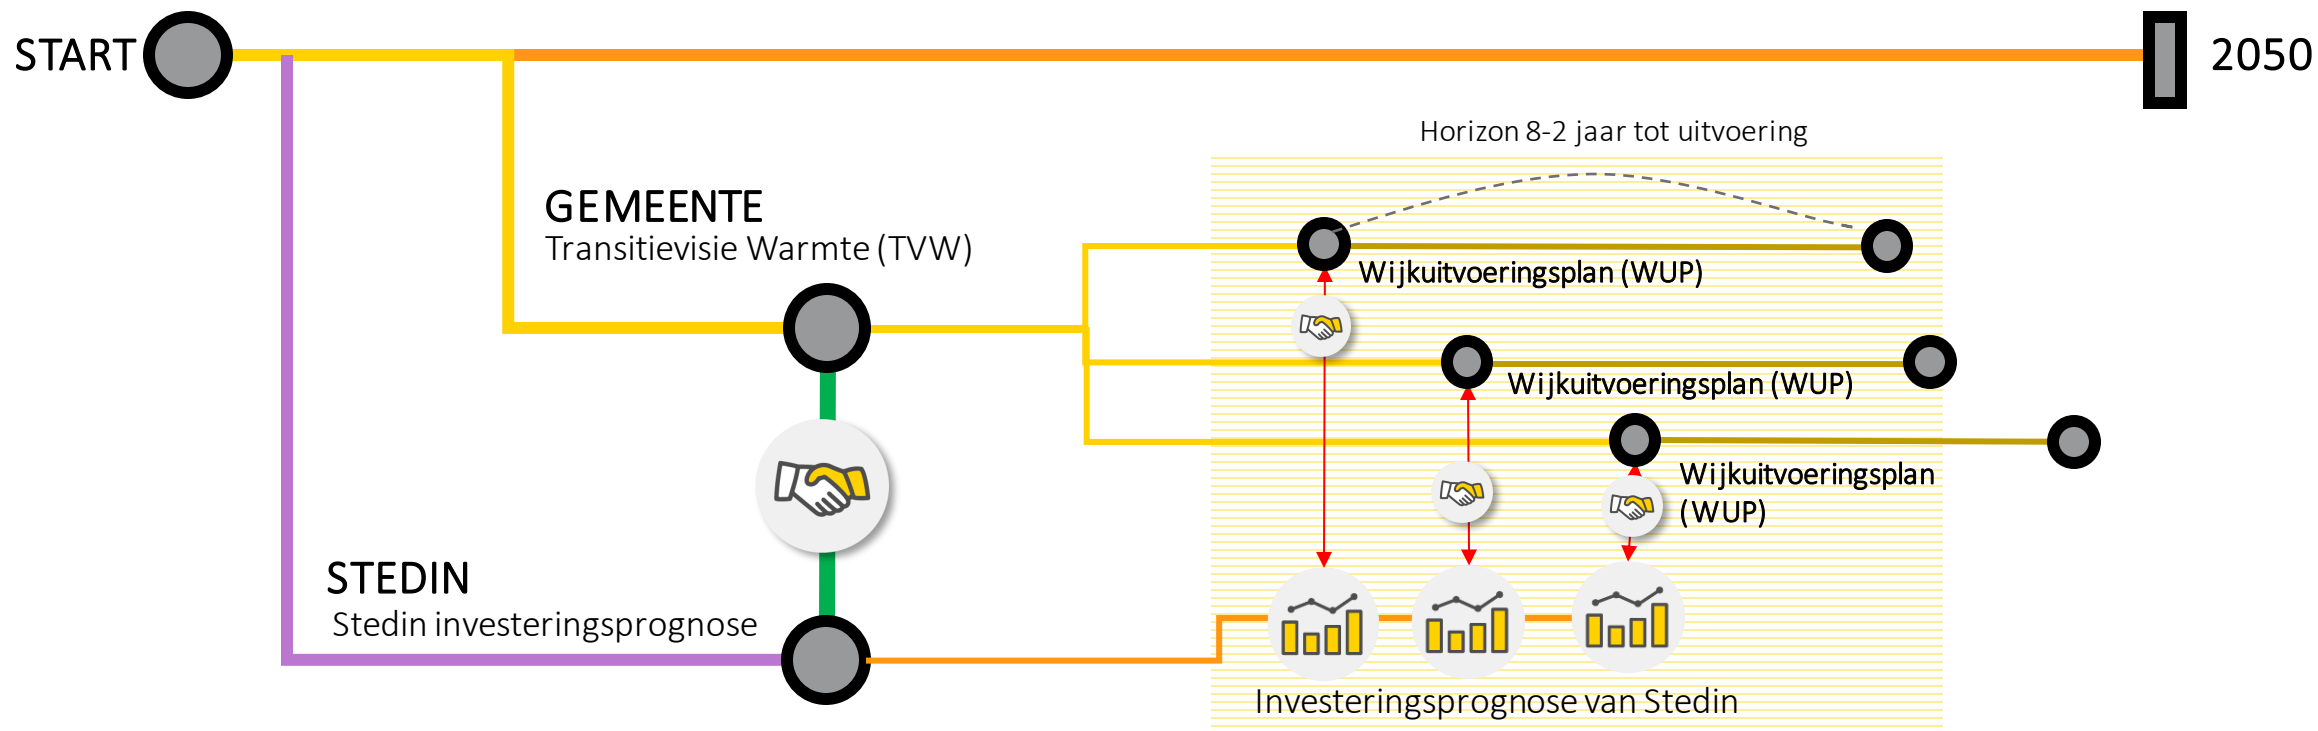 START
2050
Horizon 8-2 jaar tot uitvoering
GEMEENTE
Transitievisie Warmte (TVW)
Wijkuitvoeringsplan (WUP)
Wijkuitvoeringsplan (WUP)
Wijkuitvoeringsplan
(WUP)
STEDIN
Stedin investeringsprognose
Investeringsprognose van Stedin